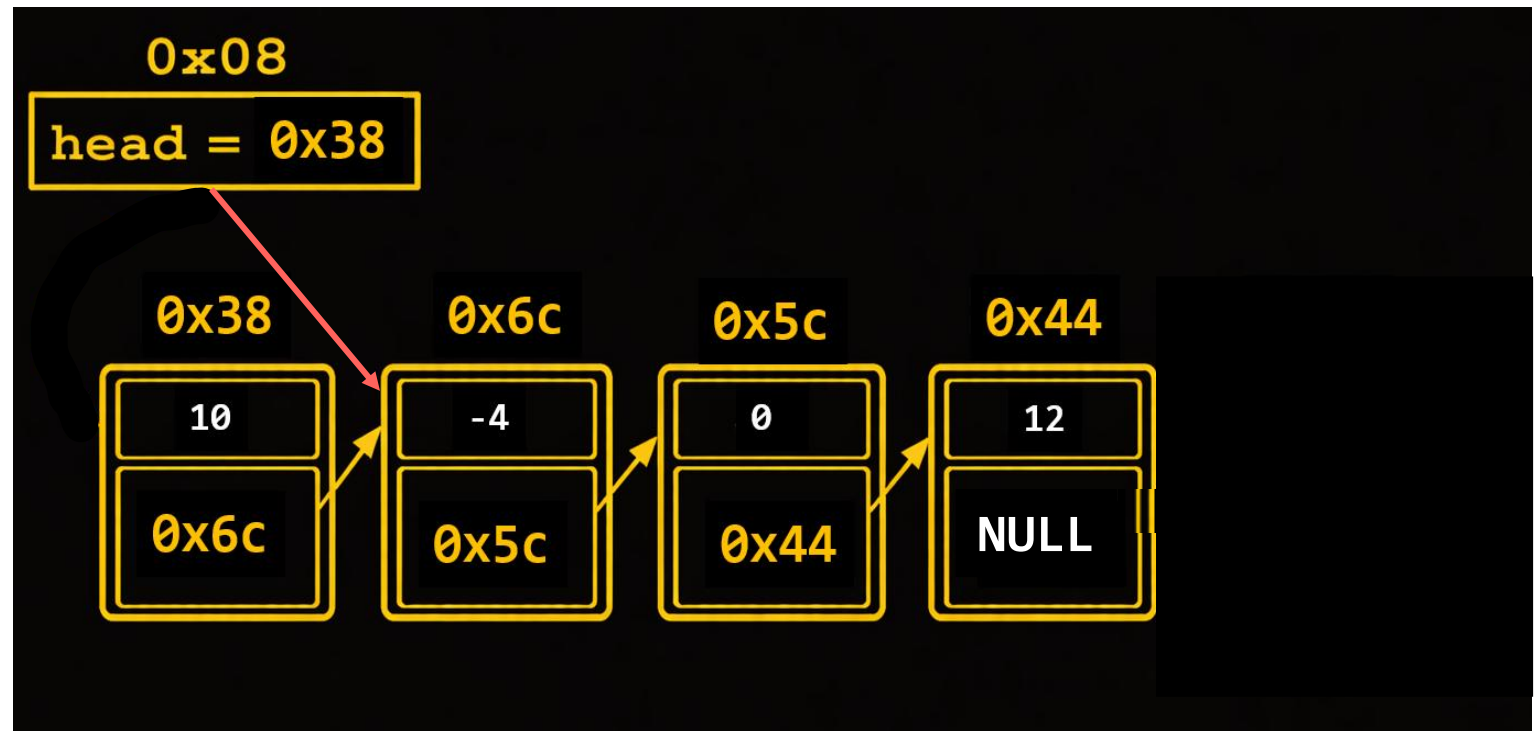 0x08
head = 0x38
0x38 0x6c 0x5c 0x44
10 -4 0 12
0x6c 0x5c 0x44 NULL